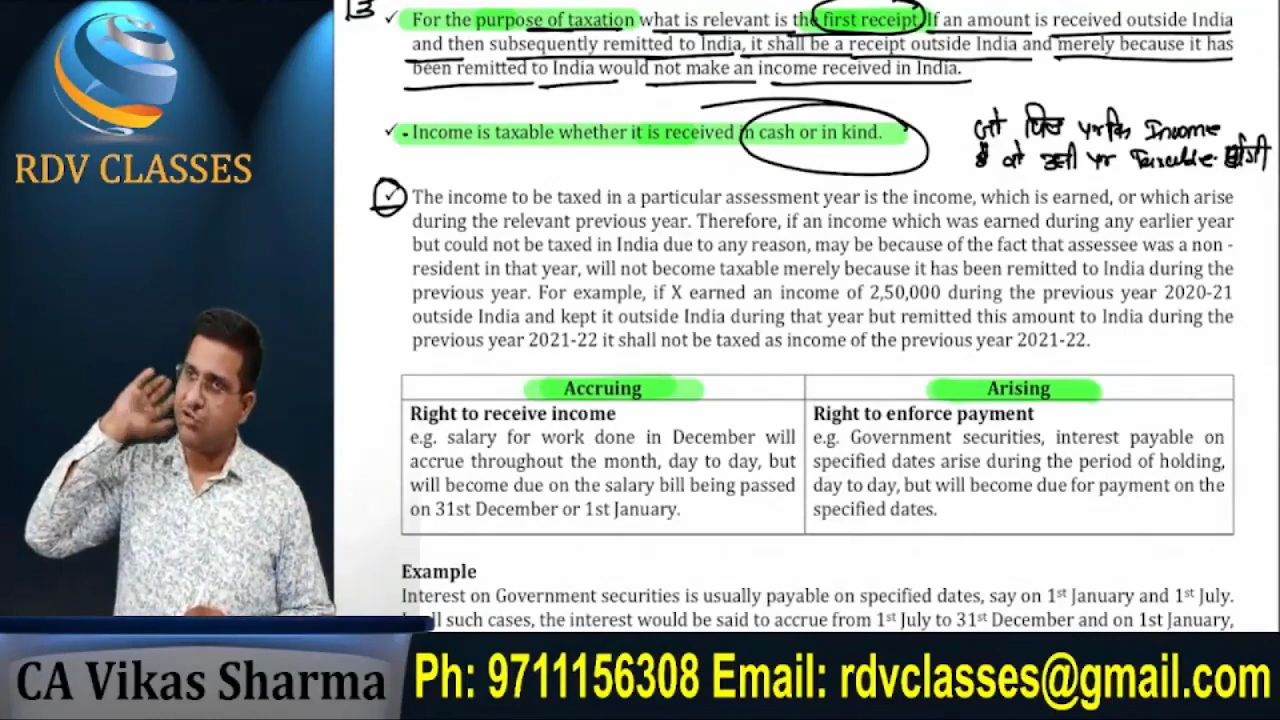 ✓ For the purpose of taxation what is relevant is the first receipt. If an amount is received outside India
and then subsequently remitted to India, it shall be a receipt outside India and merely because it has
been remitted to India would not make an income received in India.
✓ - Income is taxable whether it is received in cash or in kind.
Income
तो उसी पर Taxable
✓ The income to be taxed in a particular assessment year is the income, which is earned, or which arise
during the relevant previous year. Therefore, if an income which was earned during any earlier year
but could not be taxed in India due to any reason, may be because of the fact that assessee was a non -
resident in that year, will not become taxable merely because it has been remitted to India during the
previous year. For example, if X earned an income of 2,50,000 during the previous year 2020-21
outside India and kept it outside India during that year but remitted this amount to India during the
previous year 2021-22 it shall not be taxed as income of the previous year 2021-22.
Accruing
Right to receive income
e.g. salary for work done in December will
accrue throughout the month, day to day, but
will become due on the salary bill being passed
on 31st December or 1st January.
Arising
Right to enforce payment
e.g. Government securities, interest payable on
specified dates arise during the period of holding,
day to day, but will become due for payment on the
specified dates.
Example
Interest on Government securities is usually payable on specified dates, say on 1st January and 1st July.
such cases, the interest would be said to accrue from 1st July to 31st December and on 1st January,
RDV CLASSES
CA Vikas Sharma
Ph: 9711156308 Email: rdvclasses@gmail.com